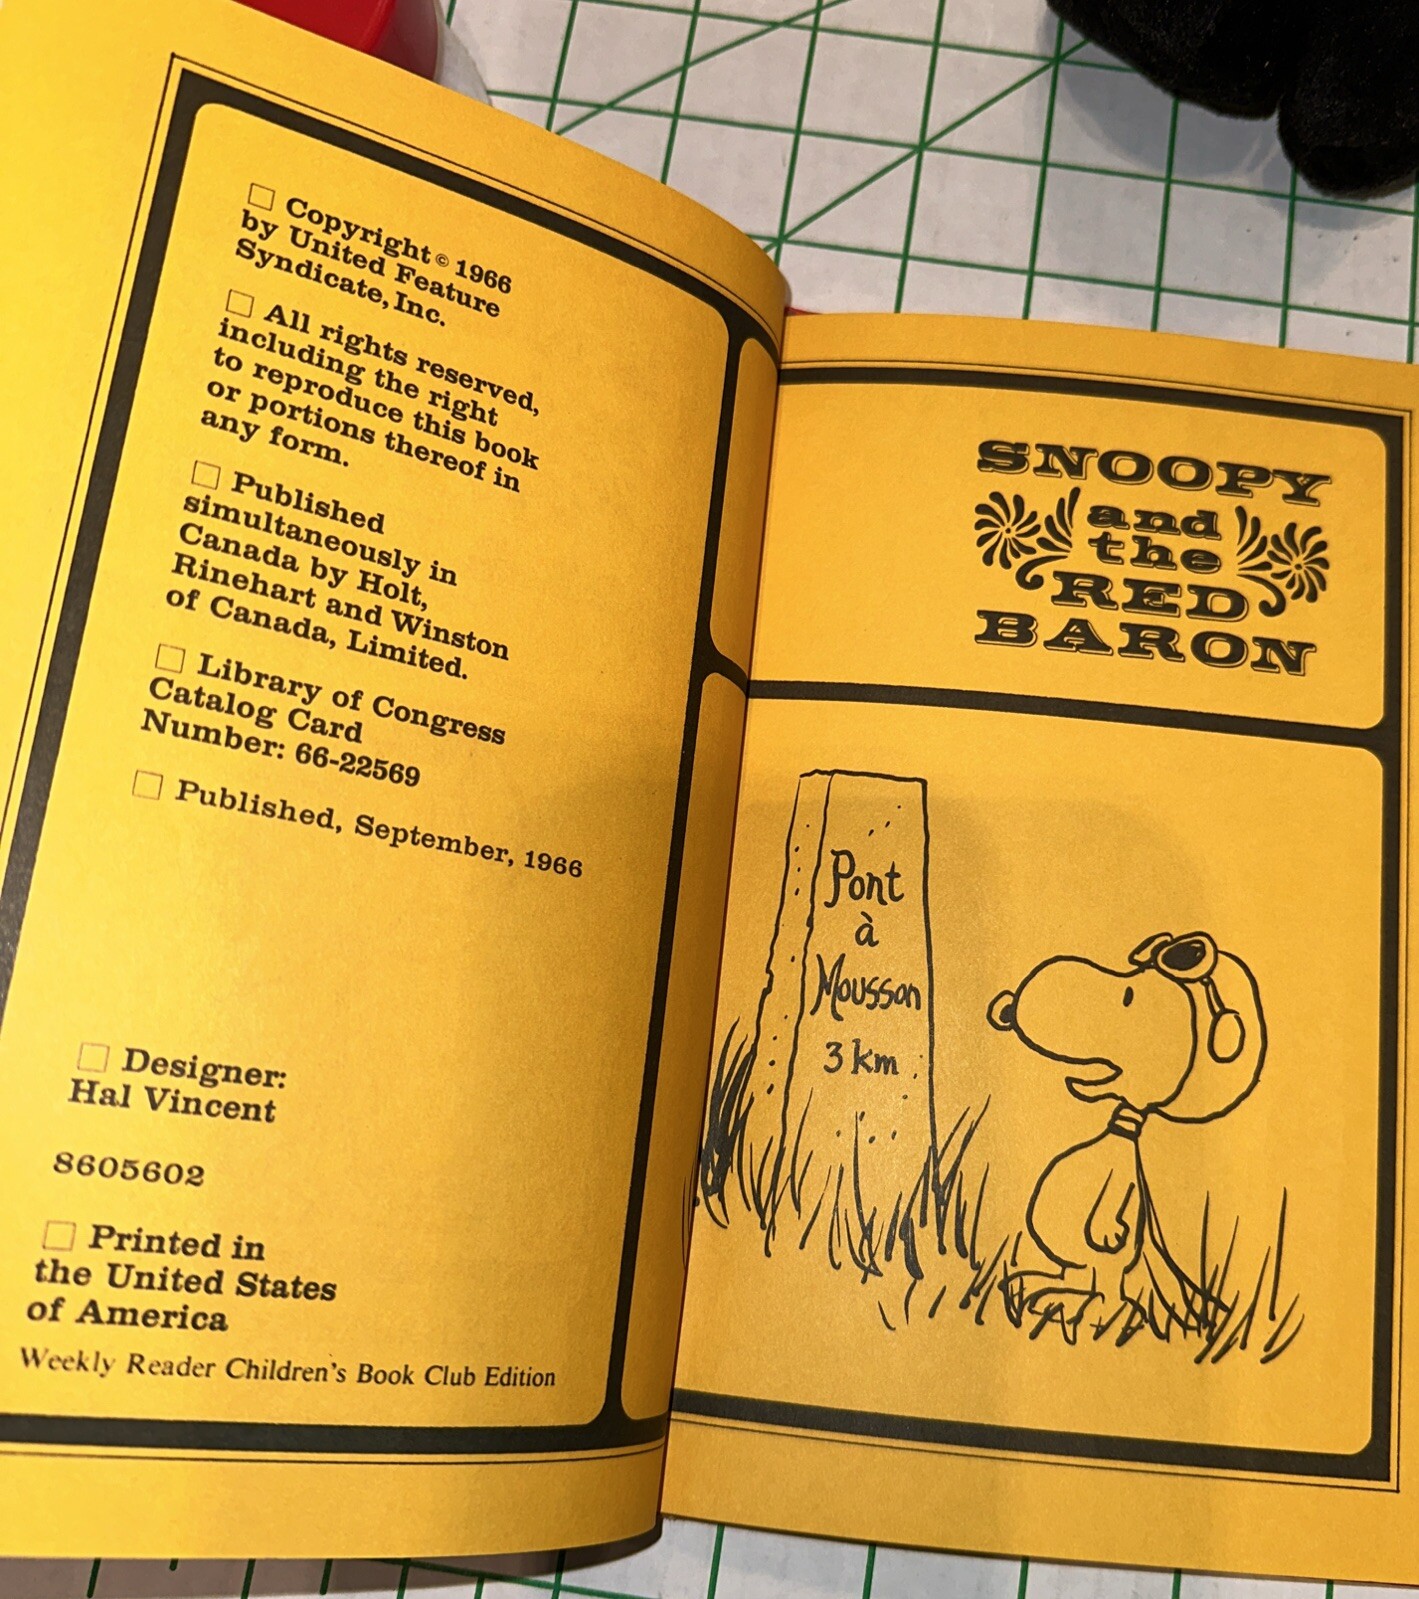 □ Copyright © 1966
by United Feature
Syndicate, Inc.
□ All rights reserved,
including the right
to reproduce this book
or portions thereof in
any form.
□ Published
simultaneously in
Canada by Holt,
Rinehart and Winston
of Canada, Limited.
□ Library of Congress
Catalog Card
Number: 66-22569
□ Published, September, 1966
□ Designer:
Hal Vincent
8605602
□ Printed in
the United States
of America
Weekly Reader Children's Book Club Edition
SNOOPY
and
the
RED
BARON
Pont
à
Mousson
3 km